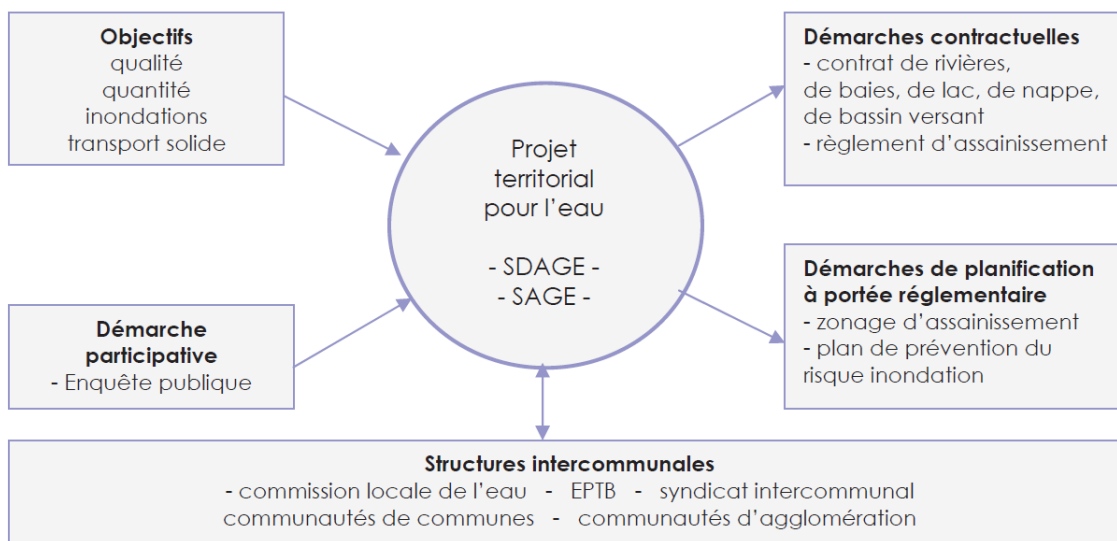 Objectifs
qualité
quantité
inondations
transport solide
Démarche
participative
- Enquête publique
Projet
territorial
pour l’eau
- SDAGE -
- SAGE -
Démarches contractuelles
- contrat de rivières,
de baies, de lac, de nappe,
de bassin versant
- règlement d’assainissement
Démarches de planification
à portée réglementaire
- zonage d’assainissement
- plan de prévention du
risque inondation
Structures intercommunales
- commission locale de l’eau - EPTB - syndicat intercommunal
communautés de communes - communautés d’agglomération